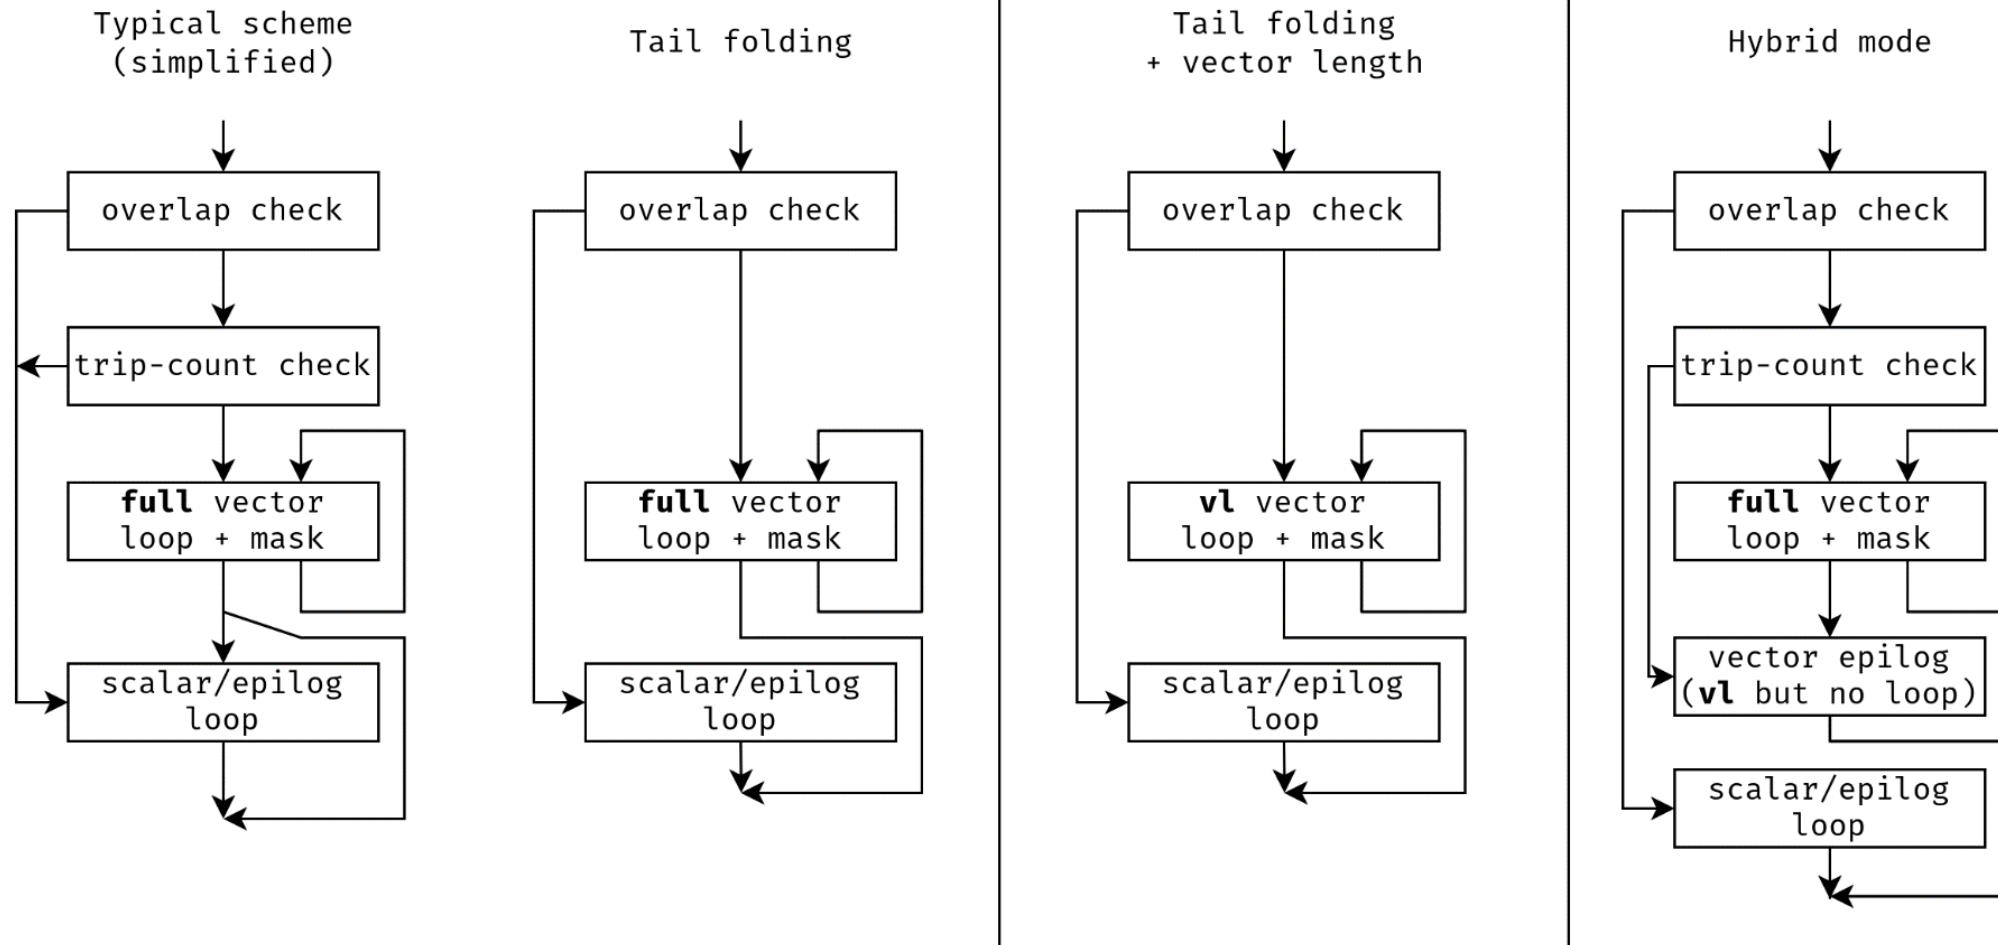 Typical scheme
(simplified)
overlap check
trip-count check
full vector
loop + mask
scalar/epilog
loop
Tail folding
overlap check
full vector
loop + mask
scalar/epilog
loop
Tail folding
+ vector length
overlap check
vl vector
loop + mask
scalar/epilog
loop
Hybrid mode
overlap check
trip-count check
full vector
loop + mask
vector epilog
(vl but no loop)
scalar/epilog
loop